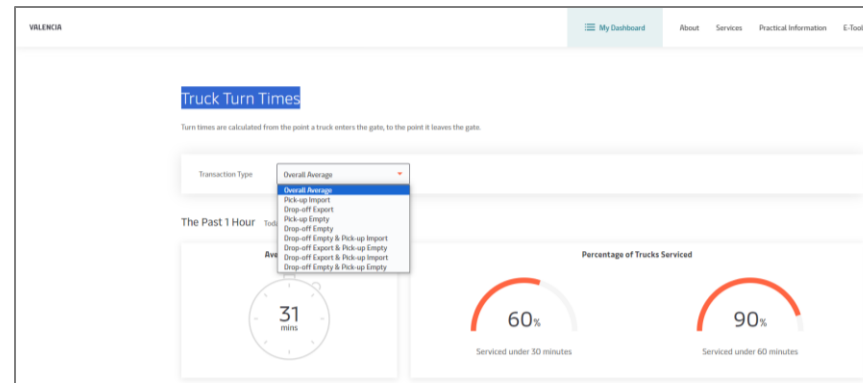 VALENCIA
My Dashboard
About
Services
Practical Information
E-Tool
Truck Turn Times
Turn times are calculated from the point a truck enters the gate, to the point it leaves the gate.
Transaction Type
Overall Average
Overall Average
Pick-up Import
Drop-off Export
Pick-up Empty
Drop-off Empty
Drop-off Empty & Pick-up Import
Drop-off Export & Pick-up Empty
Drop-off Export & Pick-up Import
Drop-off Empty & Pick-up Empty
The Past 1 Hour
Percentage of Trucks Serviced
31
mins
60%
Serviced under 30 minutes
90%
Serviced under 60 minutes